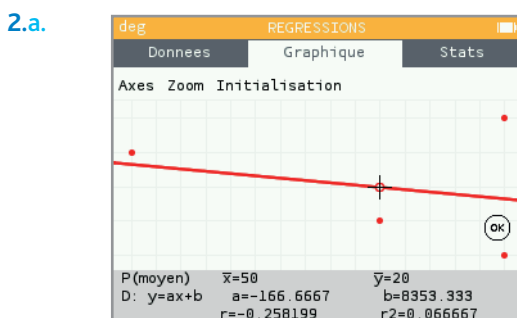 2.a.
deg REGRESSIONS
Donnees Graphique Stats
Axes Zoom Initialisation
OK
P(moyen) x̅=50 y̅=20
D: y=ax+b a=-166.6667 b=8353.333
r=-0.258199 r2=0.066667